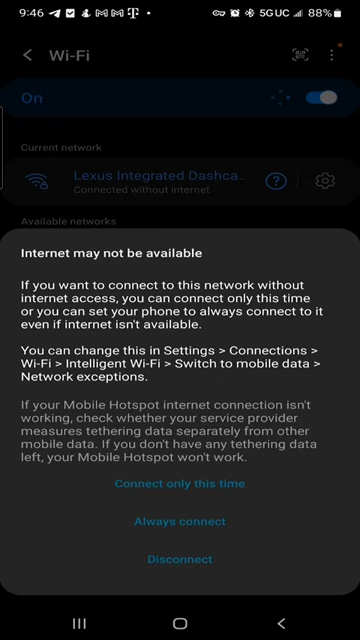 9:46
5G UC 88%
Wi-Fi
On
Current network
Lexus Integrated Dashca..
Connected without internet
Available networks
Internet may not be available
If you want to connect to this network without
internet access, you can connect only this time
or you can set your phone to always connect to it
even if internet isn't available.
You can change this in Settings > Connections >
Wi-Fi > Intelligent Wi-Fi > Switch to mobile data >
Network exceptions.
If your Mobile Hotspot internet connection isn't
working, check whether your service provider
measures tethering data separately from other
mobile data. If you don't have any tethering data
left, your Mobile Hotspot won't work.
Connect only this time
Always connect
Disconnect